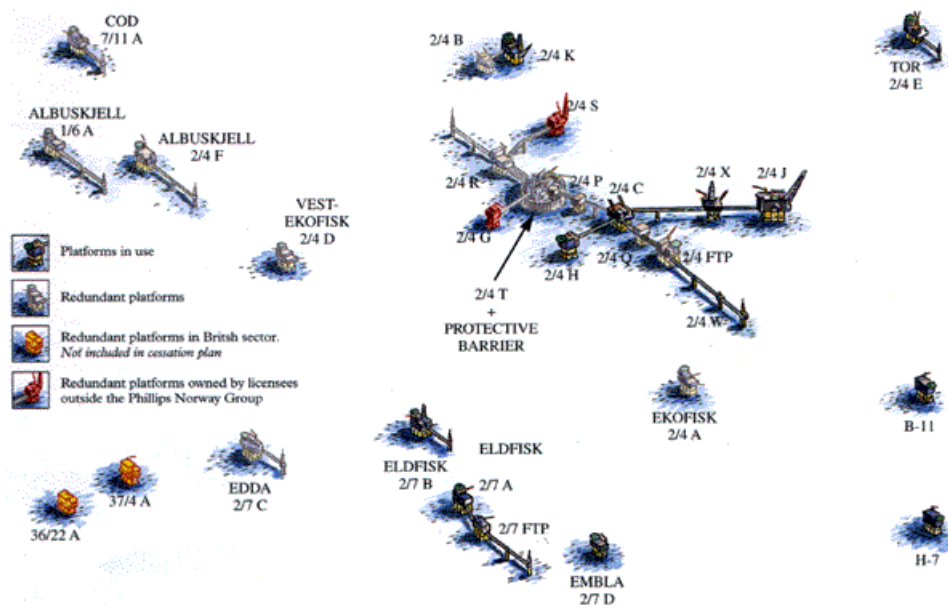 COD
7/11 A
2/4 B
2/4 K
TOR
2/4 E
ALBUSKJELL
1/6 A
ALBUSKJELL
2/4 F
2/4 S
2/4 R
2/4 P
2/4 C
2/4 X
2/4 J
VEST-
EKOFISK
2/4 D
2/4 G
2/4 H
2/4 Q
2/4 FTP
2/4 T
+
PROTECTIVE
BARRIER
2/4 W
Platforms in use
Redundant platforms
Redundant platforms in Britsh sector.
Not included in cessation plan
Redundant platforms owned by licensees
outside the Phillips Norway Group
EKOFISK
2/4 A
B-11
ELDFISK
2/7 B
ELDFISK
EDDA
2/7 C
37/4 A
36/22 A
2/7 A
2/7 FTP
EMBLA
2/7 D
H-7